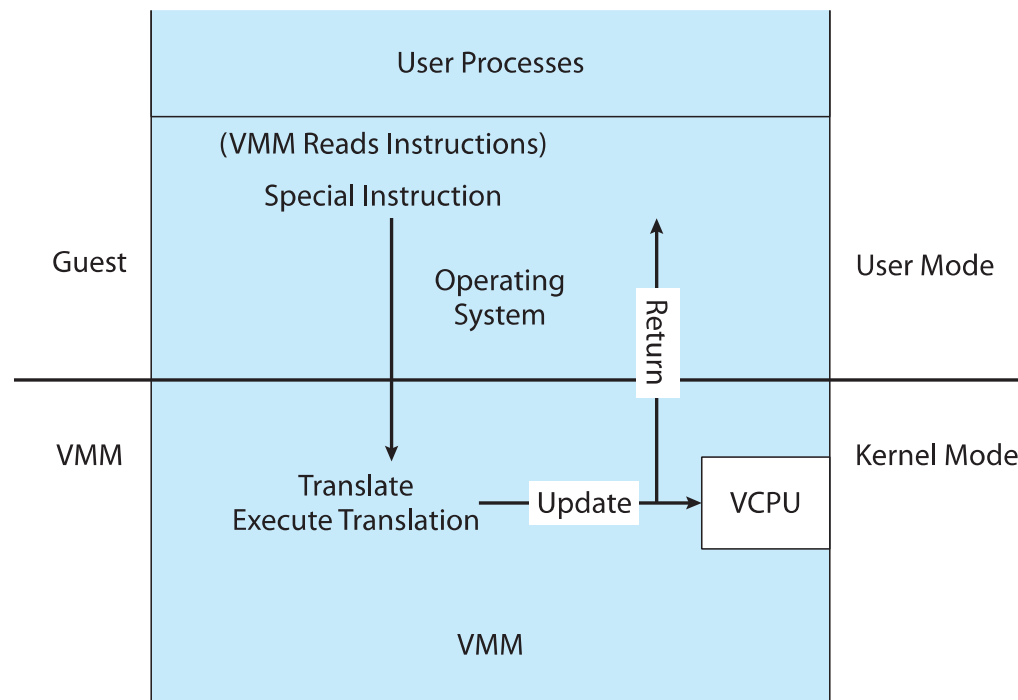 User Processes
(VMM Reads Instructions)
Special Instruction
Guest
Operating
System
User Mode
Return
VMM
Kernel Mode
Translate
Execute Translation
Update
VCPU
VMM